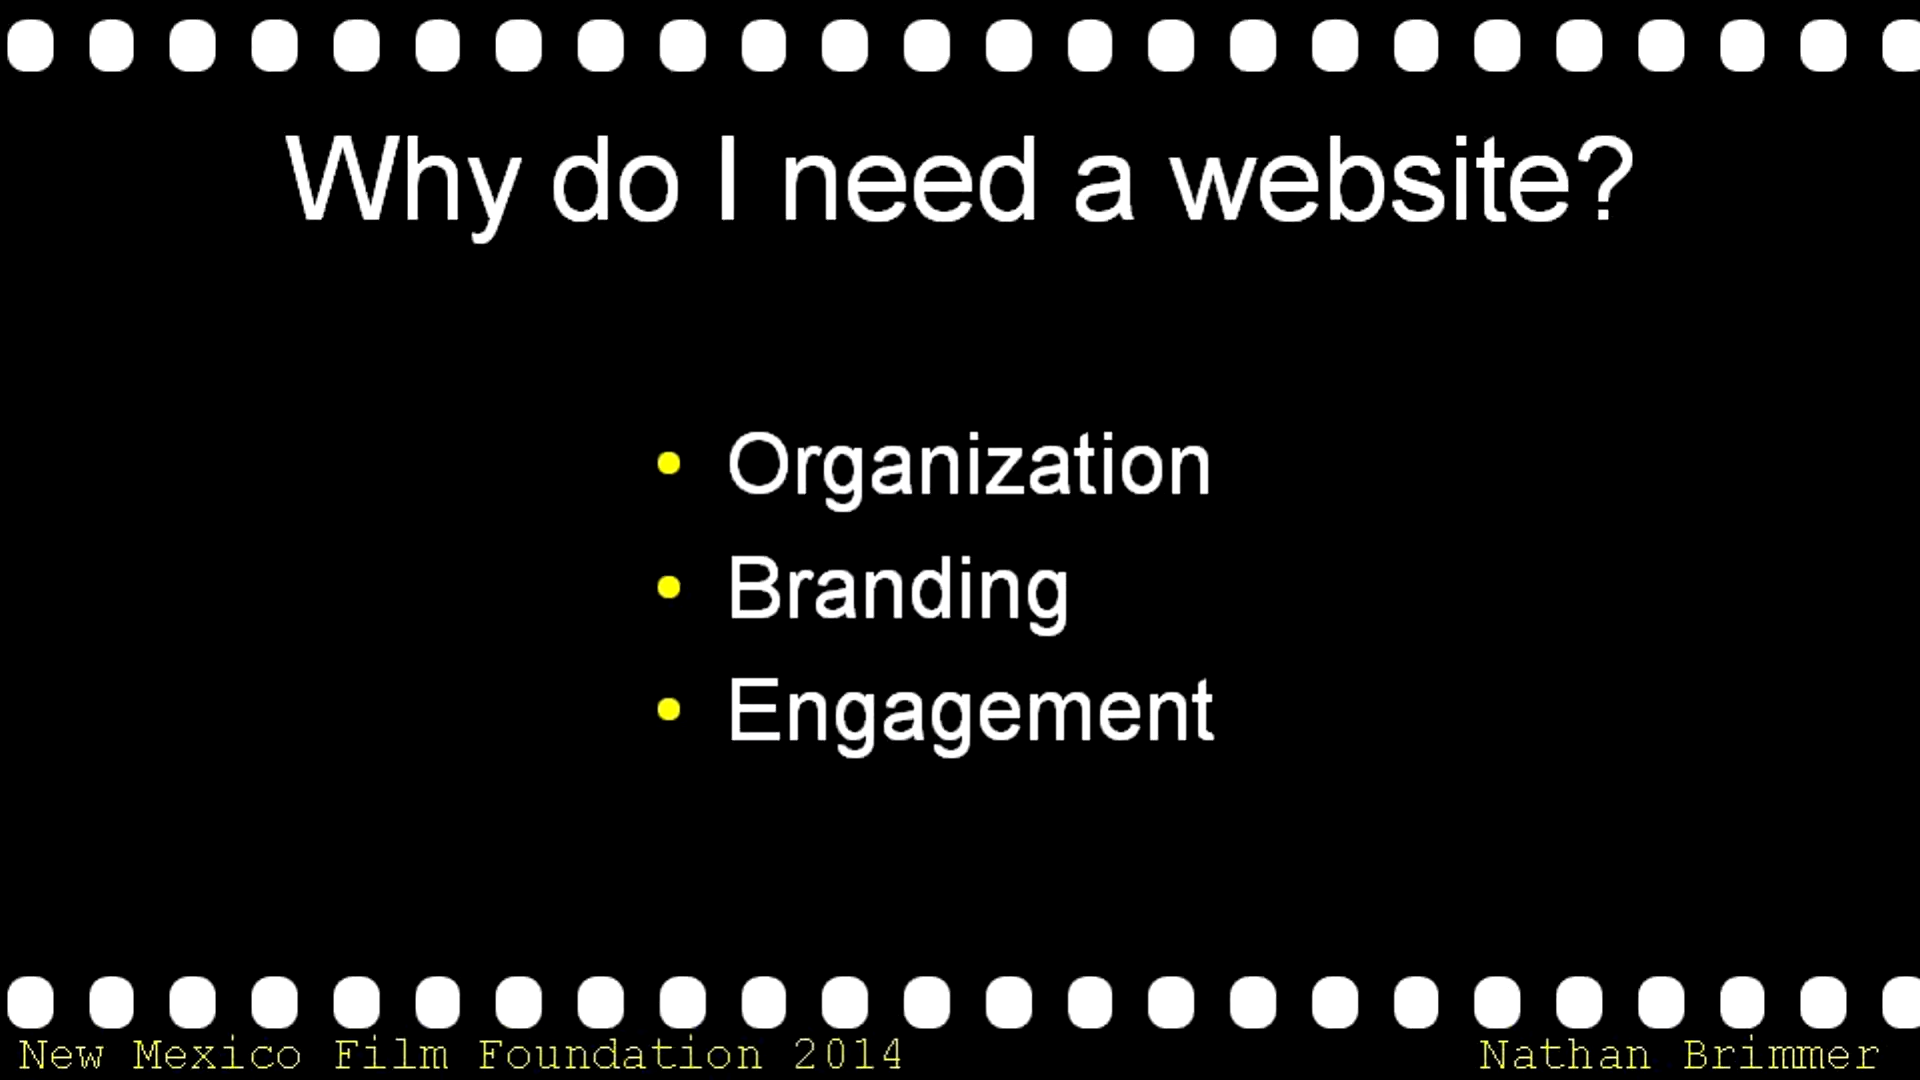 Why do I need a website?
• Organization
• Branding
• Engagement
New Mexico Film Foundation 2014
Nathan Brimmer